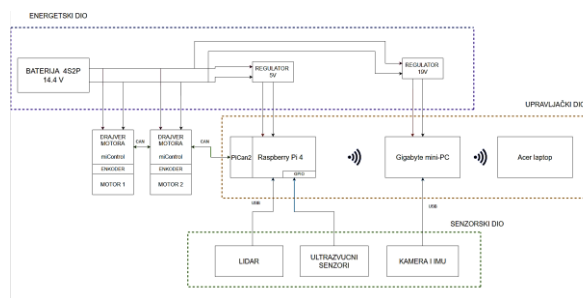 ENERGETSKI DIO
BATERIJA 4S2P
14.4 V
REGULATOR
5V
REGULATOR
19V
UPRAVLJAČKI DIO
DRAJVER
MOTORA
miControl
ENKODER
MOTOR 1
CAN
DRAJVER
MOTORA
miControl
ENKODER
MOTOR 2
CAN
PiCan2
Raspberry Pi 4
GPIO
Gigabyte mini-PC
Acer laptop
USB
USB
SENZORSKI DIO
LIDAR
ULTRAZVUCNI
SENZORI
KAMERA I IMU